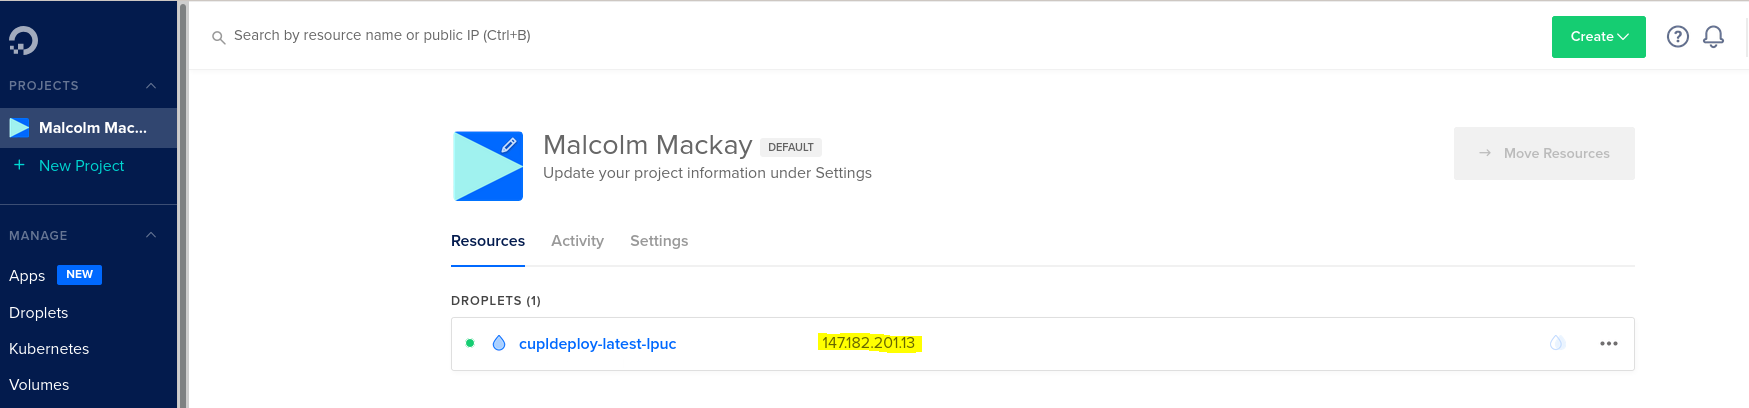 Search by resource name or public IP (Ctrl+B)
Create
?
PROJECTS
Malcolm Mac...
+ New Project
MANAGE
Apps NEW
Droplets
Kubernetes
Volumes
Malcolm Mackay DEFAULT
Update your project information under Settings
→ Move Resources
Resources Activity Settings
DROPLETS (1)
cupldeploy-latest-lpuc 147.182.201.13